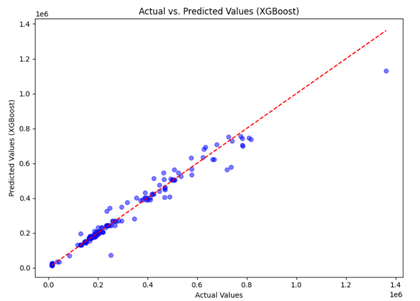 Actual vs. Predicted Values (XGBoost)
1e6
1.4
1.2
1.0
0.8
0.6
0.4
0.2
0.0
Predicted Values (XGBoost)
0.0 0.2 0.4 0.6 0.8 1.0 1.2 1.4
Actual Values
1e6